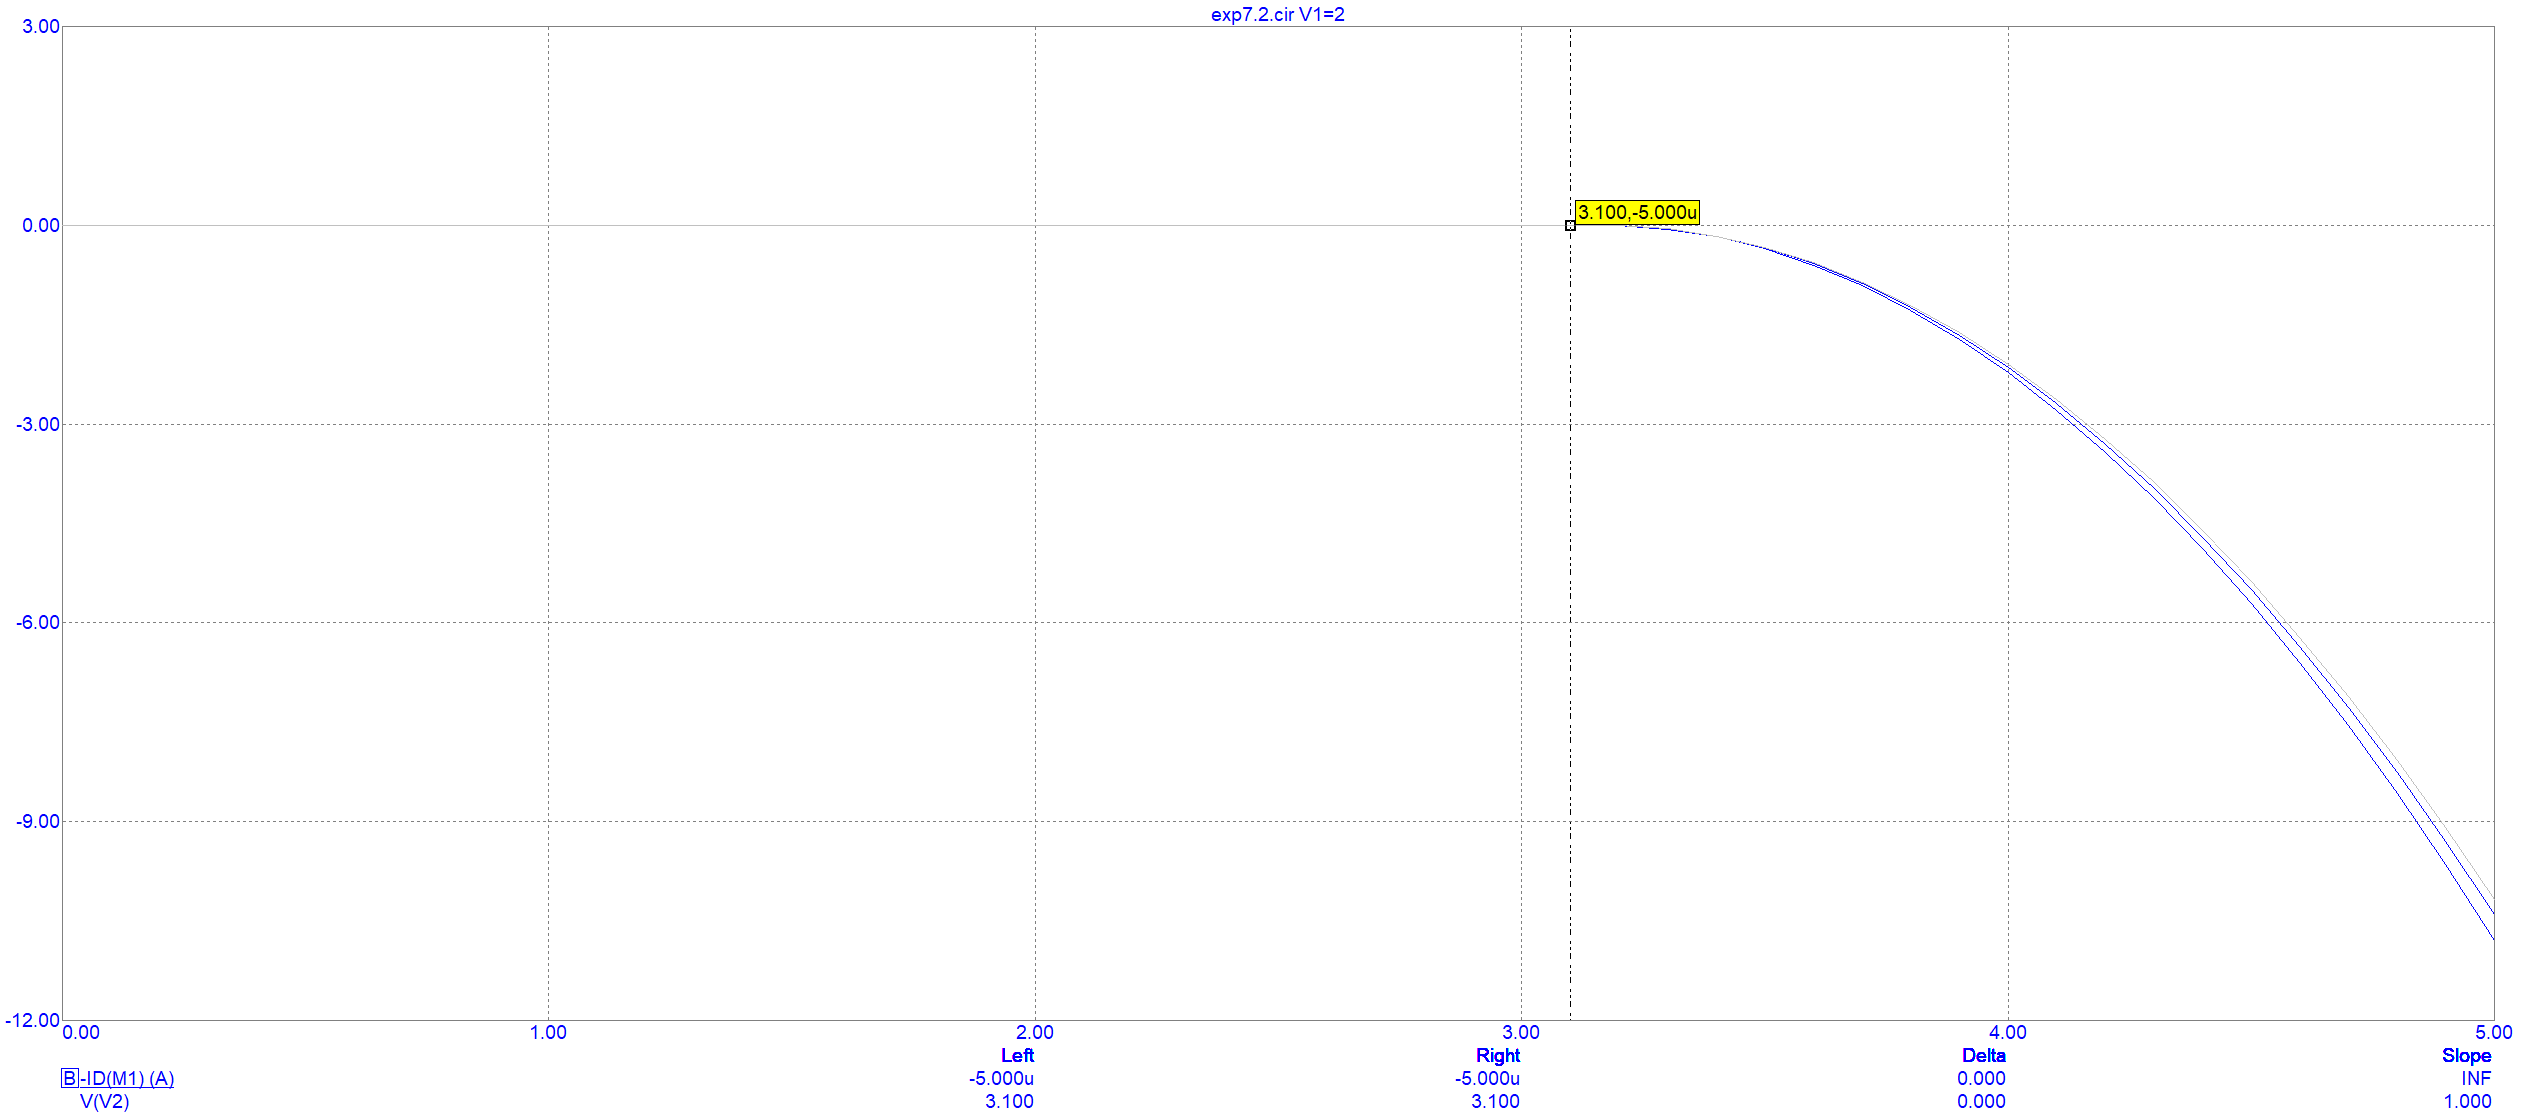 exp7.2.cir V1=2
3.00
0.00
3.100,-5.000u
-3.00
-6.00
-9.00
-12.00
0.00 1.00 2.00 3.00 4.00 5.00
Left Right Delta Slope
B -ID(M1) (A) -5.000u -5.000u 0.000 INF
V(V2) 3.100 3.100 0.000 1.000